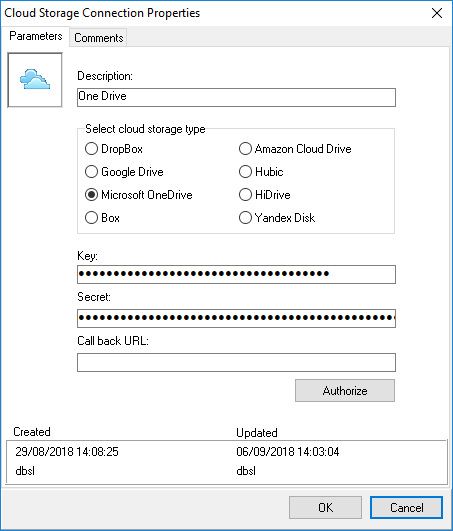 Cloud Storage Connection Properties
Parameters Comments
Description:
One Drive
Select cloud storage type
DropBox Amazon Cloud Drive
Google Drive Hubic
Microsoft OneDrive HiDrive
Box Yandex Disk
Key:
●●●●●●●●●●●●●●●●●●●●●●●●●●●●●●●●●●●●
Secret:
●●●●●●●●●●●●●●●●●●●●●●●●●●●●●●●●●●●●●●●●●●●●●
Call back URL:
Authorize
Created Updated
29/08/2018 14:08:25 06/09/2018 14:03:04
dbsl dbsl
OK Cancel